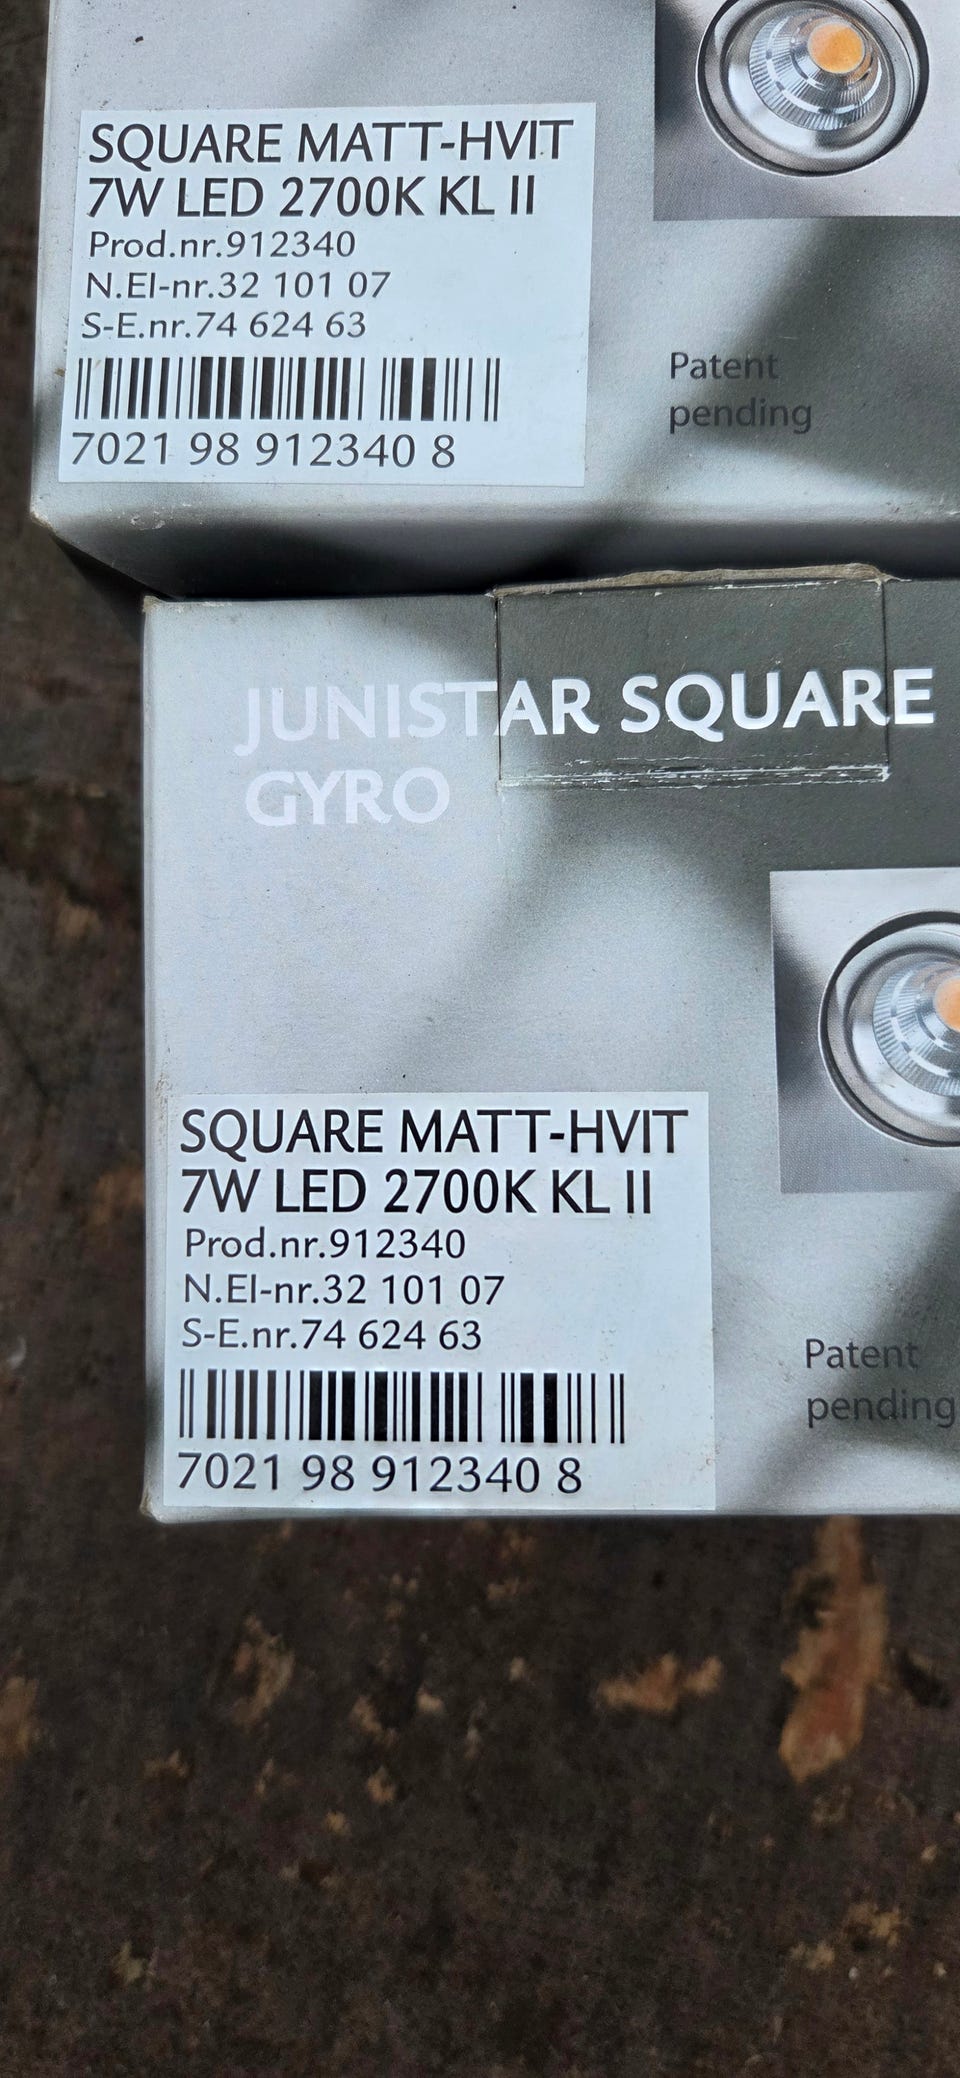 SQUARE MATT-HVIT
7W LED 2700K KL II
Prod.nr.912340
N.El-nr.32 101 07
S-E.nr.74 624 63
7021 98 912340 8
Patent
pending
JUNISTAR SQUARE
GYRO
SQUARE MATT-HVIT
7W LED 2700K KL II
Prod.nr.912340
N.El-nr.32 101 07
S-E.nr.74 624 63
7021 98 912340 8
Patent
pending